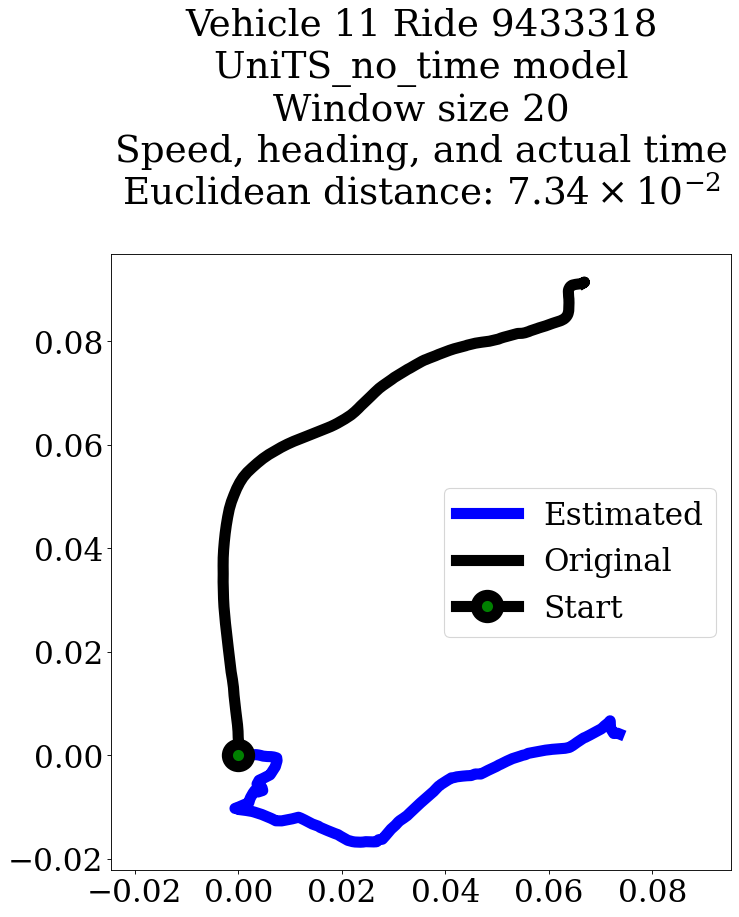 Vehicle 11 Ride 9433318
UniTS_no_time model
Window size 20
Speed, heading, and actual time
Euclidean distance: 7.34 × 10⁻²
0.08
0.06
0.04
0.02
0.00
−0.02
Estimated
Original
Start
−0.02 0.00 0.02 0.04 0.06 0.08